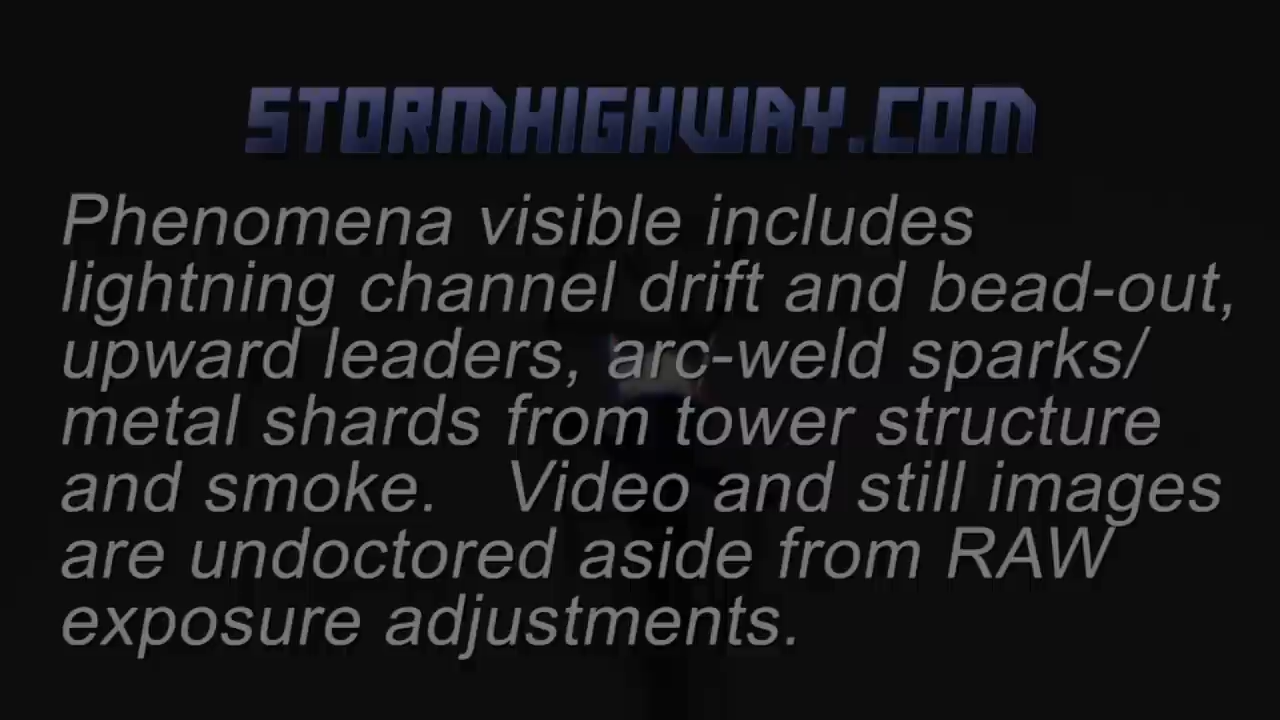 STORMHIGHWAY.COM
Phenomena visible includes
lightning channel drift and bead-out,
upward leaders, arc-weld sparks/
metal shards from tower structure
and smoke. Video and still images
are undoctored aside from RAW
exposure adjustments.